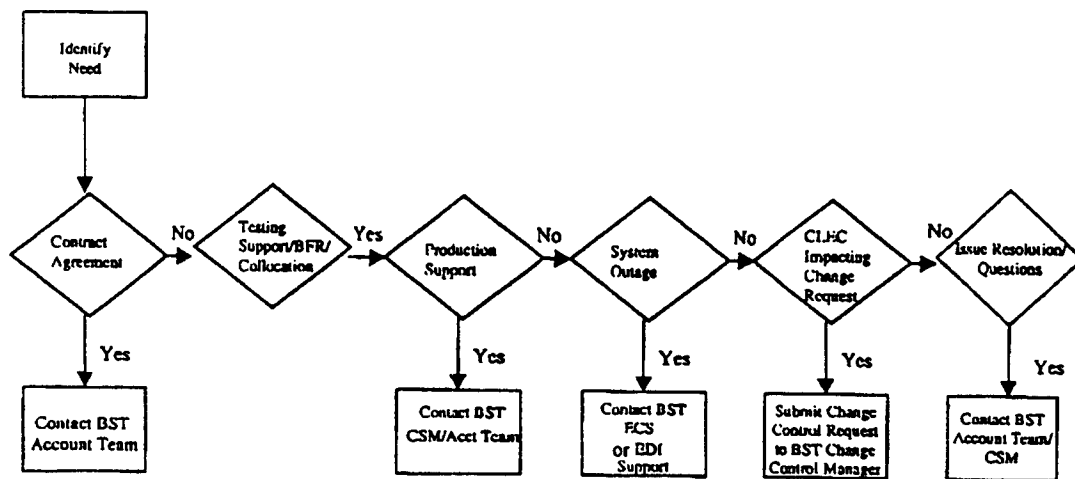 Identify
Need
Contract
Agreement
No
Testing
Support/BFR/
Collocation
Yes
Production
Support
No
System
Outage
No
CLEC
Impacting
Change
Request
No
Issue Resolution/
Questions
Yes
Yes
Yes
Yes
Yes
Contact BST
Account Team
Contact BST
CSM/Acct Team
Contact BST
ECS
or EDI
Support
Submit Change
Control Request
to BST Change
Control Manager
Contact BST
Account Team/
CSM